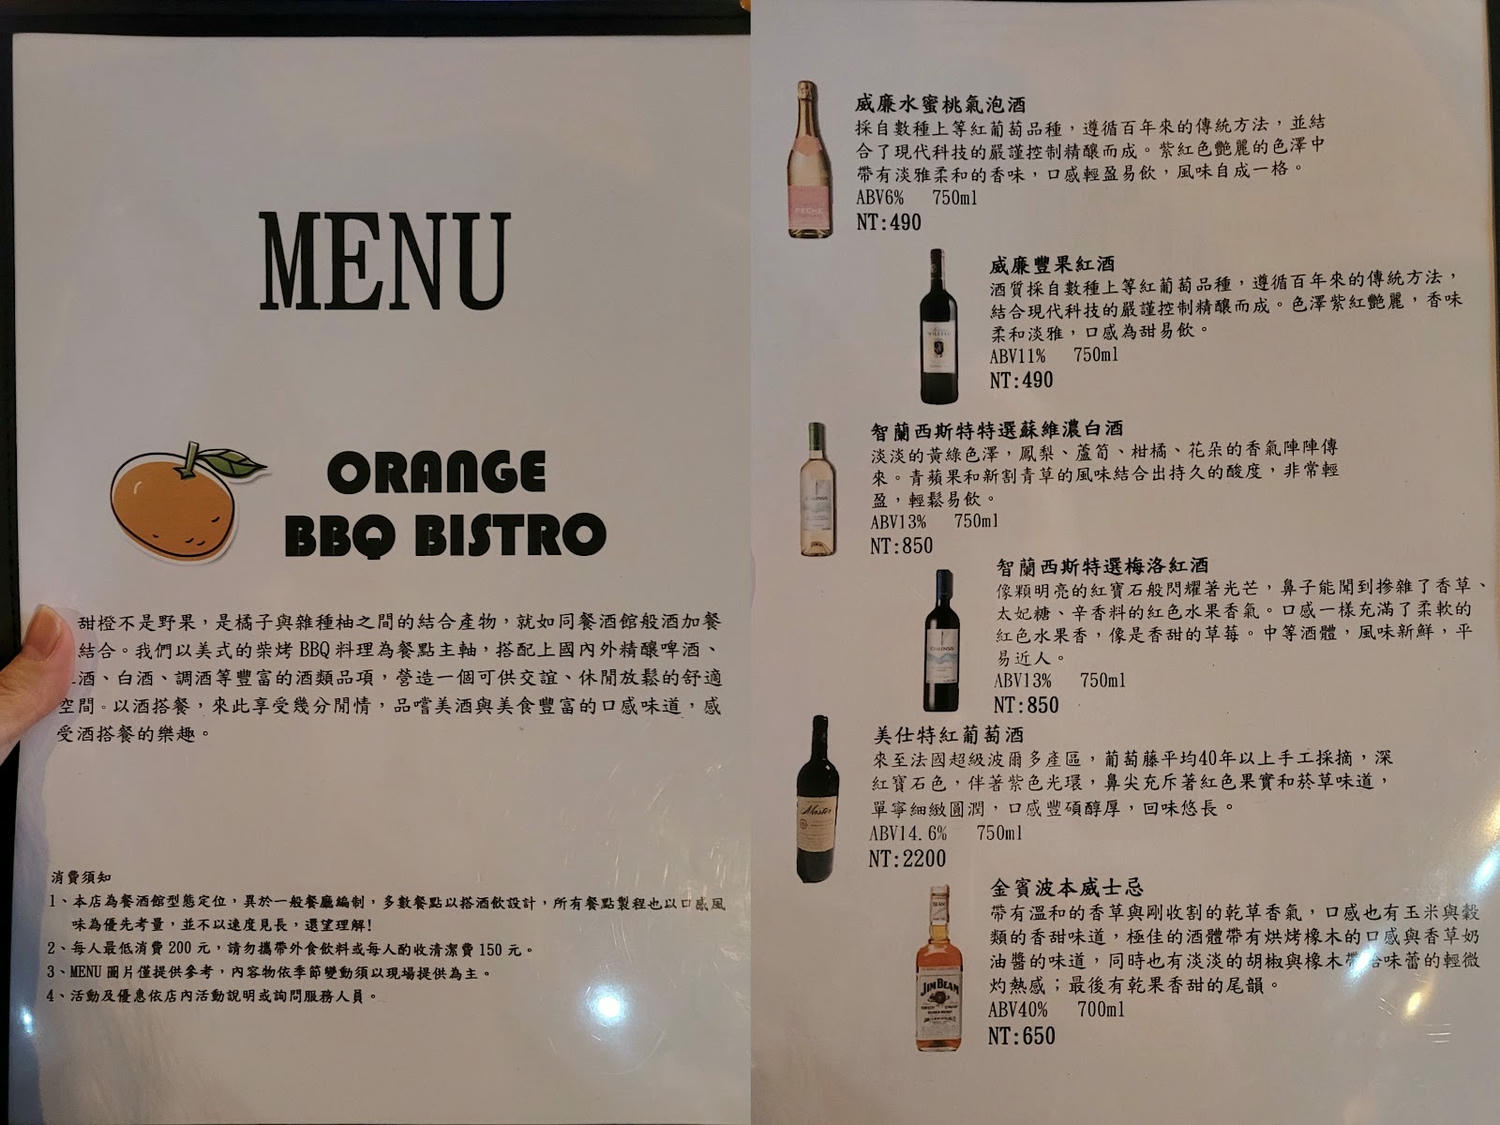 MENU
ORANGE
BBQ BISTRO
甜橙不是野果，是橘子與雜種柚之間的結合產物，就如同餐酒館般酒加餐
結合。我們以美式的柴烤 BBQ 料理為餐點主軸，搭配上國內外精釀啤酒、
酒、白酒、調酒等豐富的酒類品項，營造一個可供交誼、休閒放鬆的舒適
空間。以酒搭餐，來此享受幾分閒情，品嚐美酒與美食豐富的口感味道，感
受酒搭餐的樂趣。
消費須知
1、本店為餐酒館型態定位，異於一般餐廳編制，多數餐點以搭酒飲設計，所有餐點製程也以口感風
味為優先考量，並不以速度見長，還望理解!
2、每人最低消費 200 元，請勿攜帶外食飲料或每人酌收清潔費 150 元。
3、MENU 圖片僅提供參考，內容物依季節變動須以現場提供為主。
4、活動及優惠依店內活動說明或詢問服務人員。
威廉水蜜桃氣泡酒
採自數種上等紅葡萄品種，遵循百年來的傳統方法，並結
合了現代科技的嚴謹控制精釀而成。紫紅色艷麗的色澤中
帶有淡雅柔和的香味，口感輕盈易飲，風味自成一格。
ABV6% 750ml
NT:490
PECHE
威廉豐果紅酒
酒質採自數種上等紅葡萄品種，遵循百年來的傳統方法，
結合現代科技的嚴謹控制精釀而成。色澤紫紅艷麗，香味
柔和淡雅，口感為甜易飲。
ABV11% 750ml
NT:490
智蘭西斯特特選蘇維濃白酒
淡淡的黃綠色澤，鳳梨、蘆筍、柑橘、花朵的香氣陣陣傳
來。青蘋果和新割青草的風味結合出持久的酸度，非常輕
盈，輕鬆易飲。
ABV13% 750ml
NT:850
智蘭西斯特選梅洛紅酒
像顆明亮的紅寶石般閃耀著光芒，鼻子能聞到摻雜了香草、
太妃糖、辛香料的紅色水果香氣。口感一樣充滿了柔軟的
紅色水果香，像是香甜的草莓。中等酒體，風味新鮮，平
易近人。
ABV13% 750ml
NT:850
美仕特紅葡萄酒
來至法國超級波爾多產區，葡萄藤平均40年以上手工採摘，深
紅寶石色，伴著紫色光環，鼻尖充斥著紅色果實和菸草味道，
單寧細緻圓潤，口感豐碩醇厚，回味悠長。
ABV14.6% 750ml
NT:2200
金賓波本威士忌
帶有溫和的香草與剛收割的乾草香氣，口感也有玉米與穀
類的香甜味道，極佳的酒體帶有烘烤橡木的口感與香草奶
油醬的味道，同時也有淡淡的胡椒與橡木帶給味蕾的輕微
灼熱感；最後有乾果香甜的尾韻。
ABV40% 700ml
NT:650
JIM BEAM